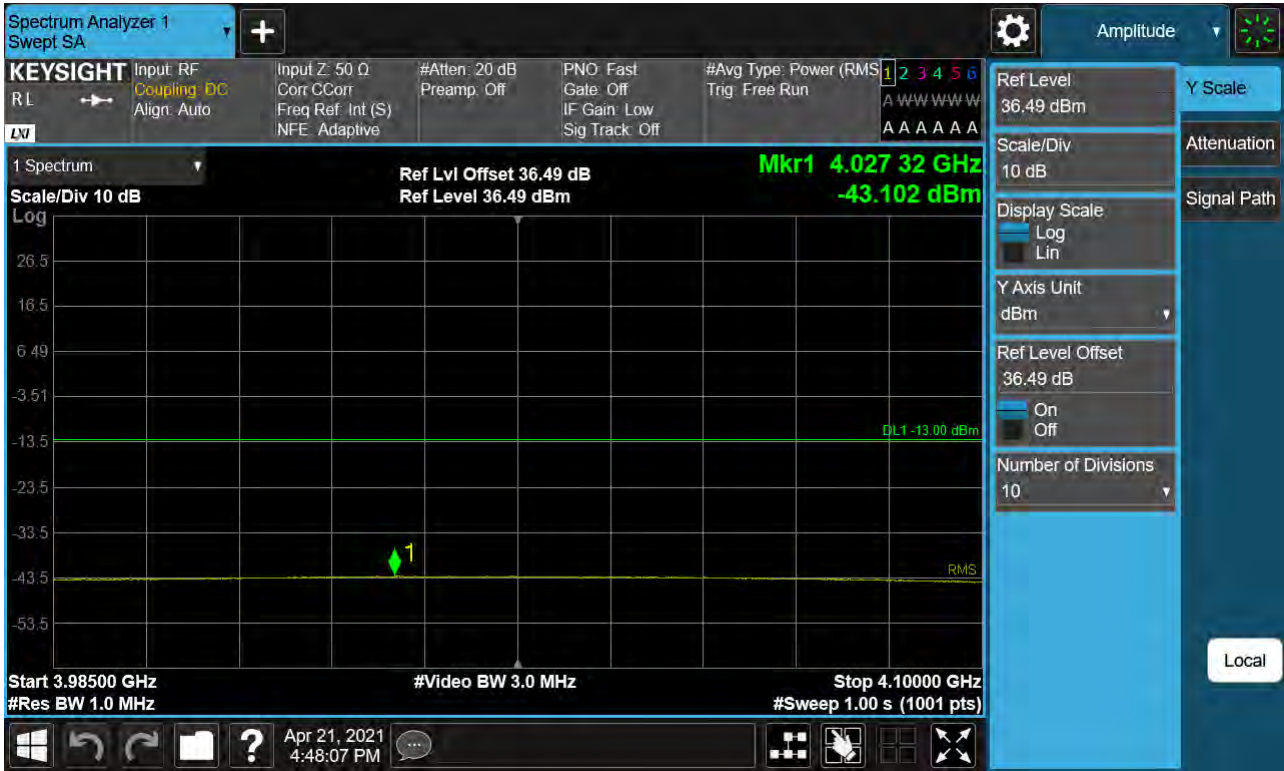 Spectrum Analyzer 1
Swept SA
Amplitude
KEYSIGHT
RL
LXI
Input: RF
Coupling: DC
Align: Auto
Input Z: 50 Ω
Corr CCorr
Freq Ref: Int (S)
NFE: Adaptive
#Atten: 20 dB
Preamp: Off
PNO: Fast
Gate: Off
IF Gain: Low
Sig Track: Off
#Avg Type: Power (RMS
Trig: Free Run
1 2 3 4 5 6
A W W W W W
A A A A A A
1 Spectrum
Scale/Div 10 dB
Ref Lvl Offset 36.49 dB
Ref Level 36.49 dBm
Mkr1 4.027 32 GHz
-43.102 dBm
Log
26.5
16.5
6.49
-3.51
-13.5
-23.5
-33.5
-43.5
-53.5
DL1 -13.00 dBm
1
RMS
Start 3.98500 GHz
#Res BW 1.0 MHz
#Video BW 3.0 MHz
Stop 4.10000 GHz
#Sweep 1.00 s (1001 pts)
Ref Level
36.49 dBm
Scale/Div
10 dB
Display Scale
Log
Lin
Y Axis Unit
dBm
Ref Level Offset
36.49 dB
On
Off
Number of Divisions
10
Y Scale
Attenuation
Signal Path
Local
?
Apr 21, 2021
4:48:07 PM